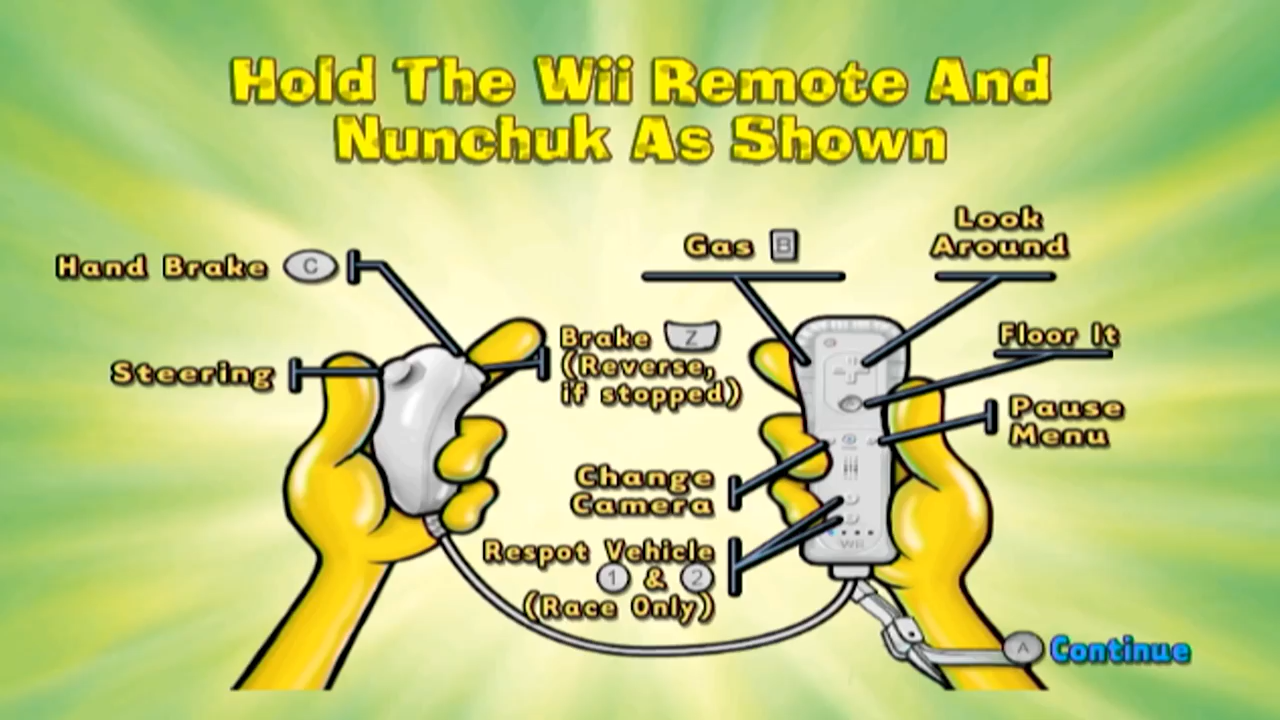 Hold The Wii Remote And
Nunchuk As Shown
Look
Around
Gas B
Hand Brake C
Floor It
Brake Z
(Reverse,
if stopped)
Steering
Pause
Menu
Change
Camera
Respot Vehicle
1 & 2
(Race Only)
Wii
A Continue